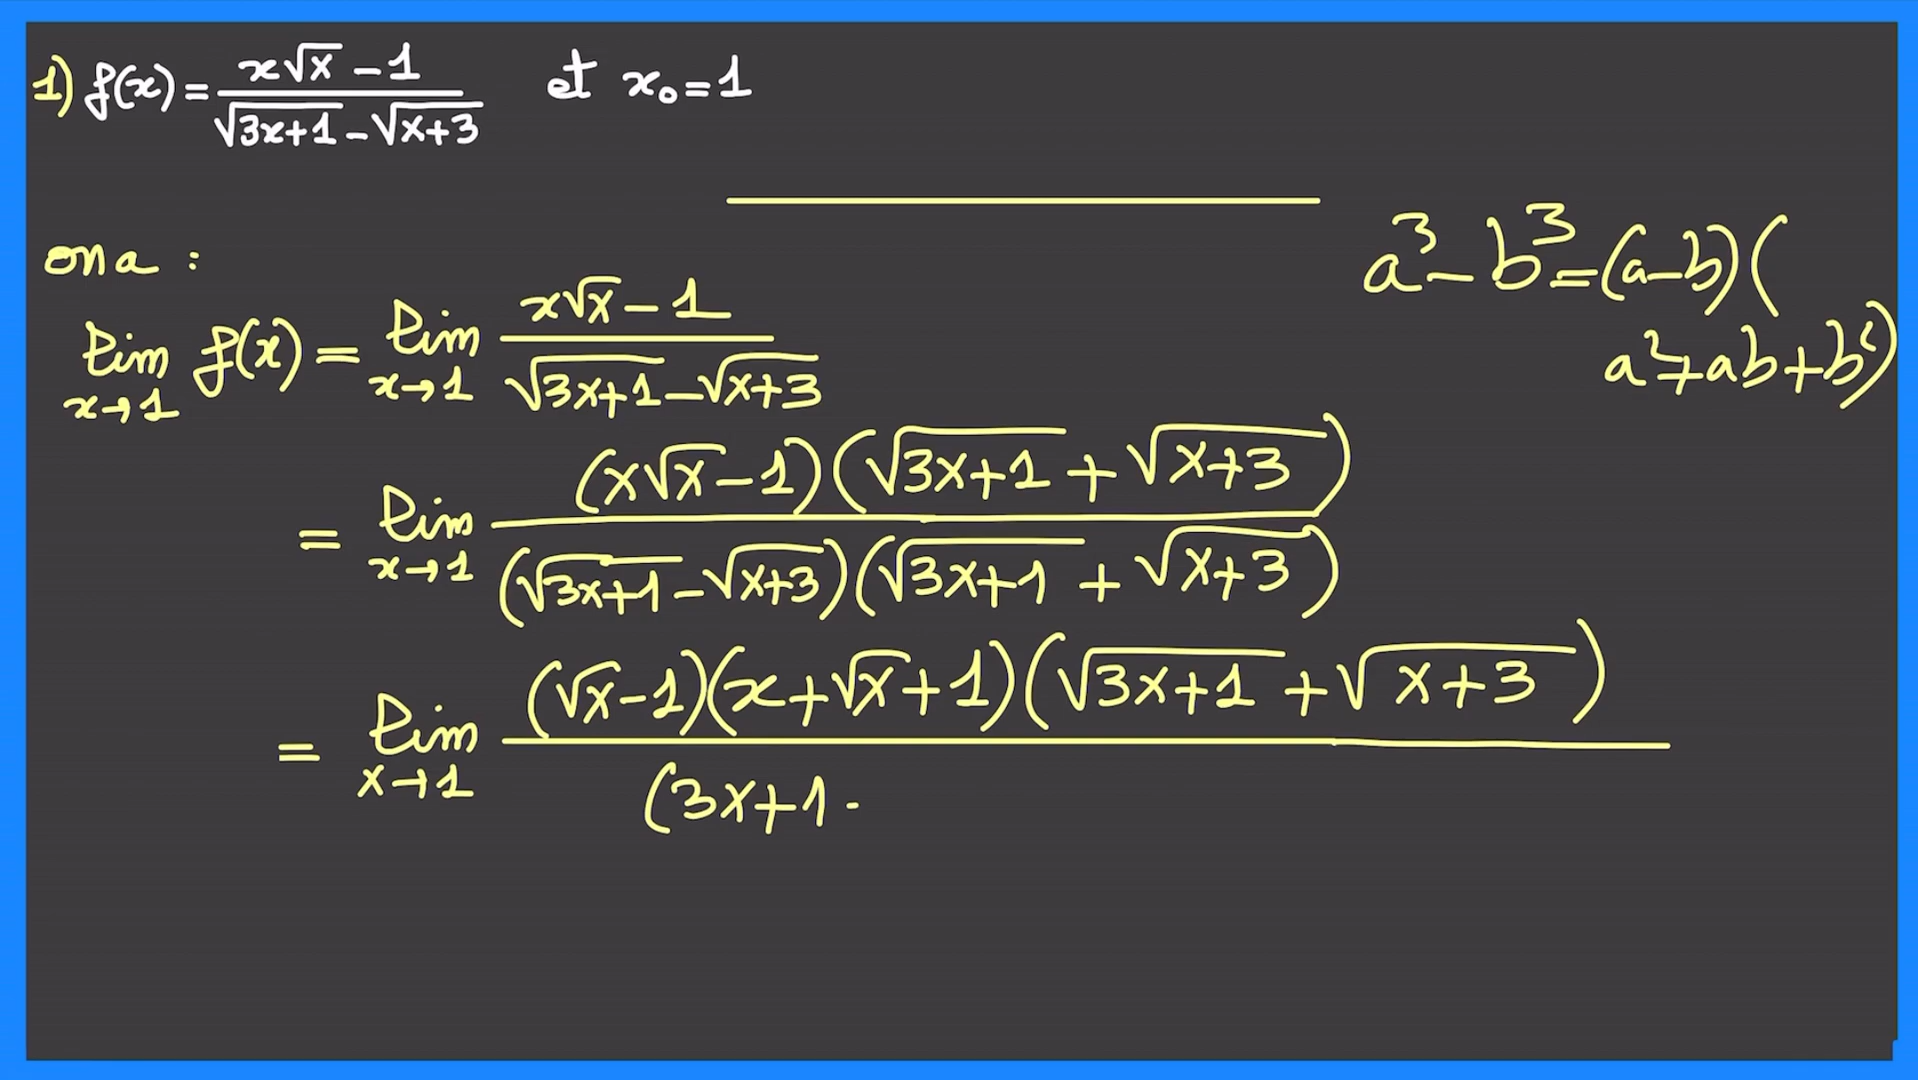 1) f(x) = (x√x - 1)/(√(3x+1) - √(x+3)) et x₀ = 1
a³ - b³ = (a-b)(
a² + ab + b²)
on a :
lim x→1 f(x) = lim x→1 (x√x - 1)/(√(3x+1) - √(x+3))
= lim x→1 ((x√x - 1)(√(3x+1) + √(x+3)))/((√(3x+1) - √(x+3))(√(3x+1) + √(x+3)))
= lim x→1 ((√x - 1)(x + √x + 1)(√(3x+1) + √(x+3)))/((3x+1 -